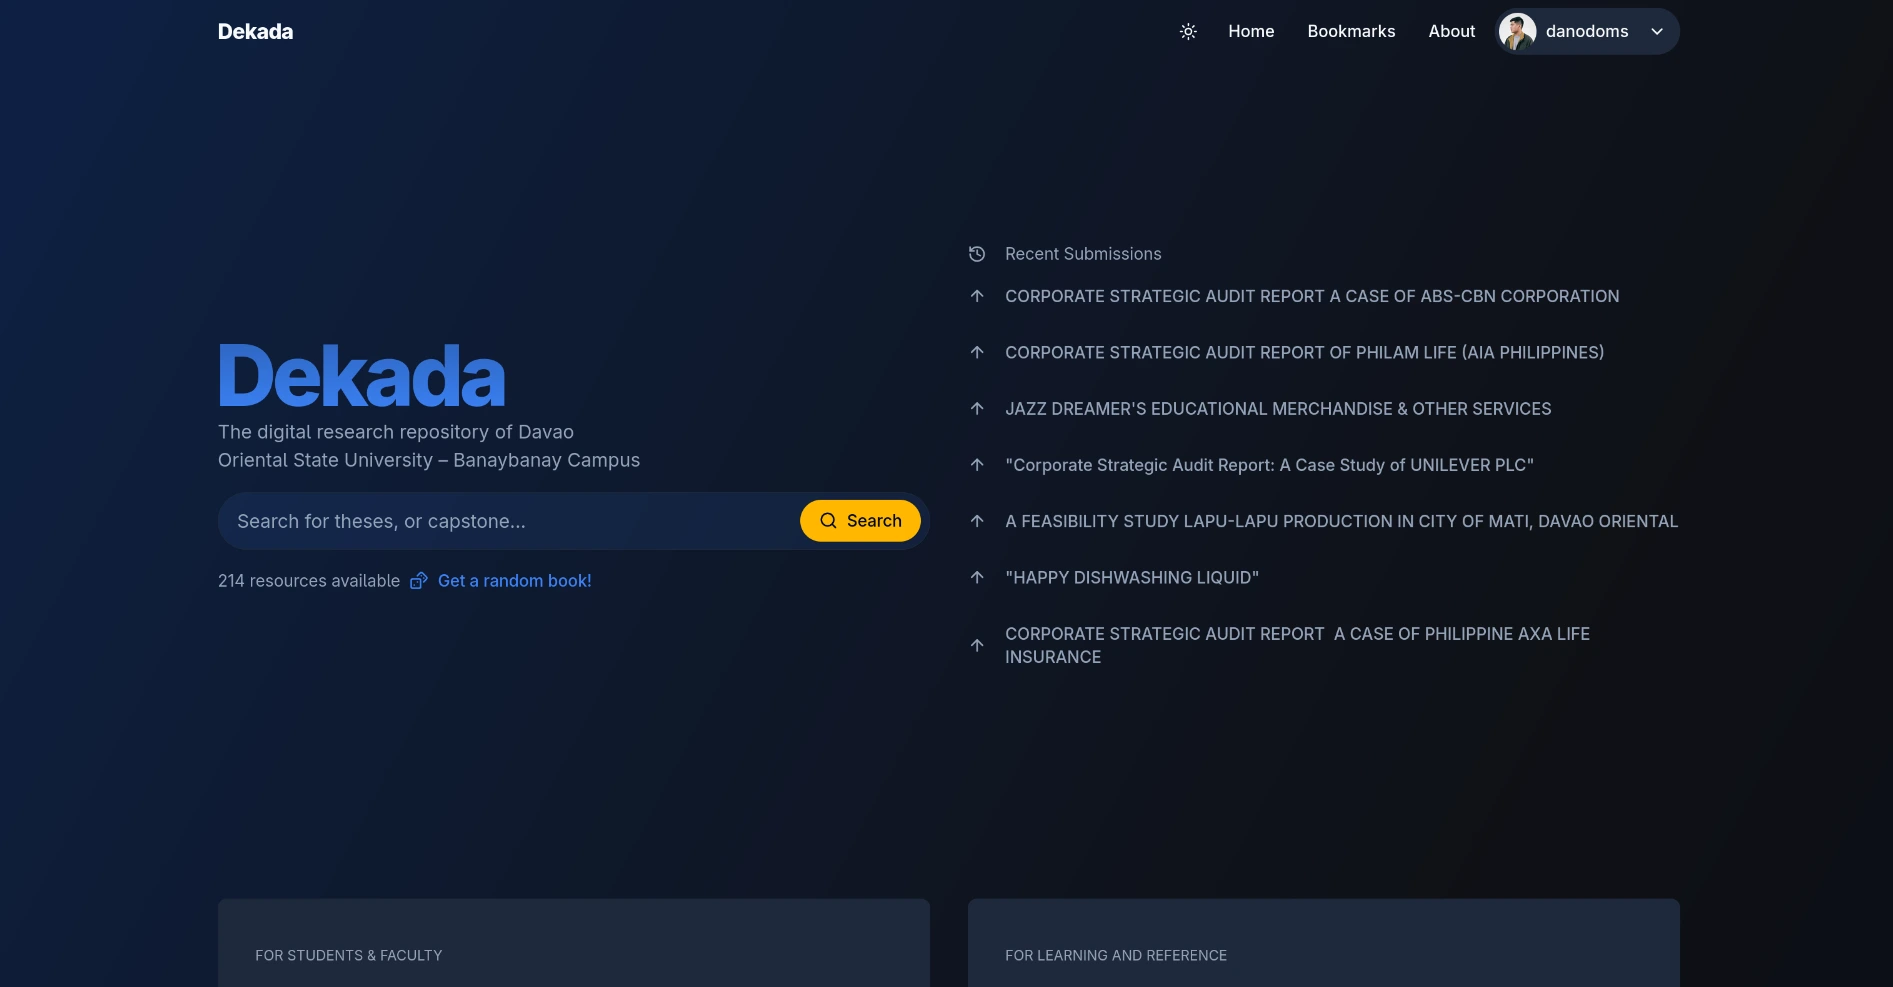 Dekada
Home
Bookmarks
About
danodoms
Dekada
The digital research repository of Davao
Oriental State University – Banaybanay Campus
Search for theses, or capstone...
Search
214 resources available
Get a random book!
Recent Submissions
CORPORATE STRATEGIC AUDIT REPORT A CASE OF ABS-CBN CORPORATION
CORPORATE STRATEGIC AUDIT REPORT OF PHILAM LIFE (AIA PHILIPPINES)
JAZZ DREAMER'S EDUCATIONAL MERCHANDISE & OTHER SERVICES
"Corporate Strategic Audit Report: A Case Study of UNILEVER PLC"
A FEASIBILITY STUDY LAPU-LAPU PRODUCTION IN CITY OF MATI, DAVAO ORIENTAL
"HAPPY DISHWASHING LIQUID"
CORPORATE STRATEGIC AUDIT REPORT  A CASE OF PHILIPPINE AXA LIFE
INSURANCE
FOR STUDENTS & FACULTY
FOR LEARNING AND REFERENCE